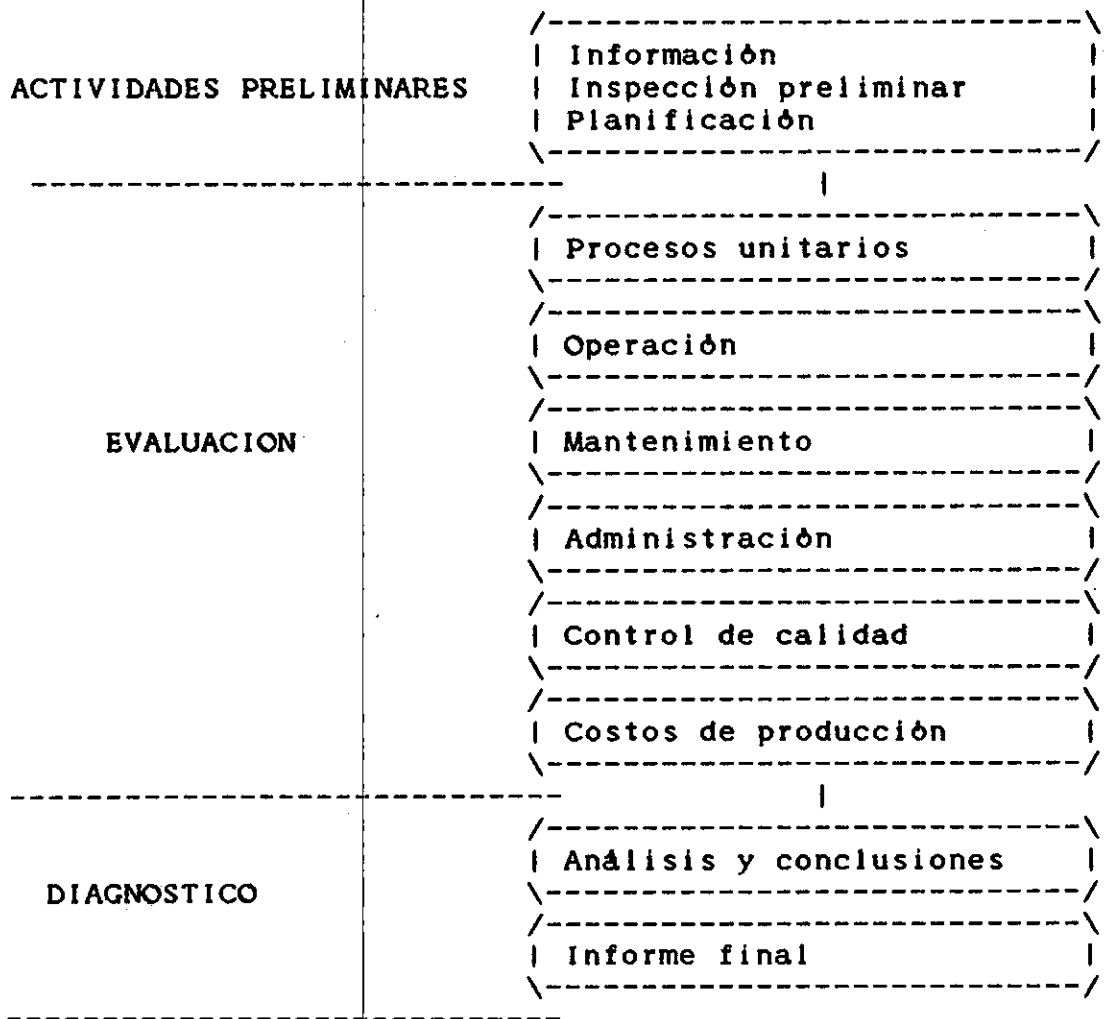 ACTIVIDADES PRELIMINARES
Información
Inspección preliminar
Planificación
EVALUACION
Procesos unitarios
Operación
Mantenimiento
Administración
Control de calidad
Costos de producción
DIAGNOSTICO
Análisis y conclusiones
Informe final